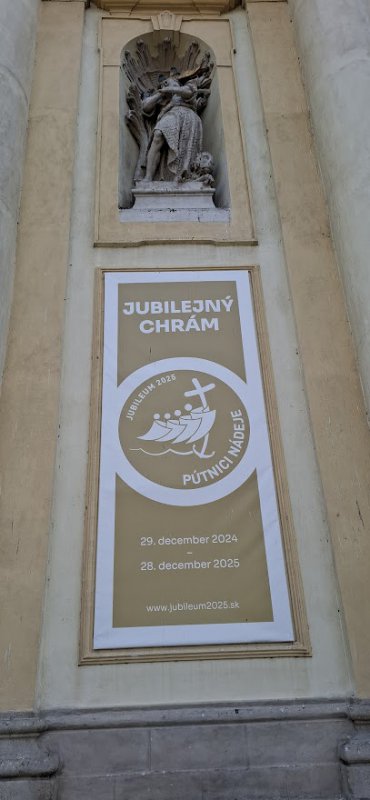 JUBILEJNÝ
CHRÁM
JUBILEUM 2025
PÚTNICI NÁDEJE
29. december 2024
–
28. december 2025
www.jubileum2025.sk